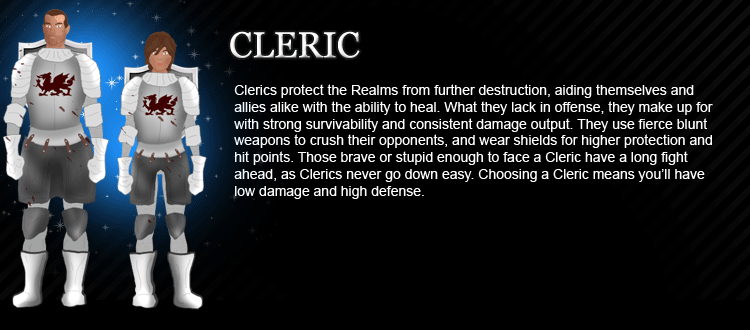 CLERIC
Clerics protect the Realms from further destruction, aiding themselves and
allies alike with the ability to heal. What they lack in offense, they make up for
with strong survivability and consistent damage output. They use fierce blunt
weapons to crush their opponents, and wear shields for higher protection and
hit points. Those brave or stupid enough to face a Cleric have a long fight
ahead, as Clerics never go down easy. Choosing a Cleric means you'll have
low damage and high defense.